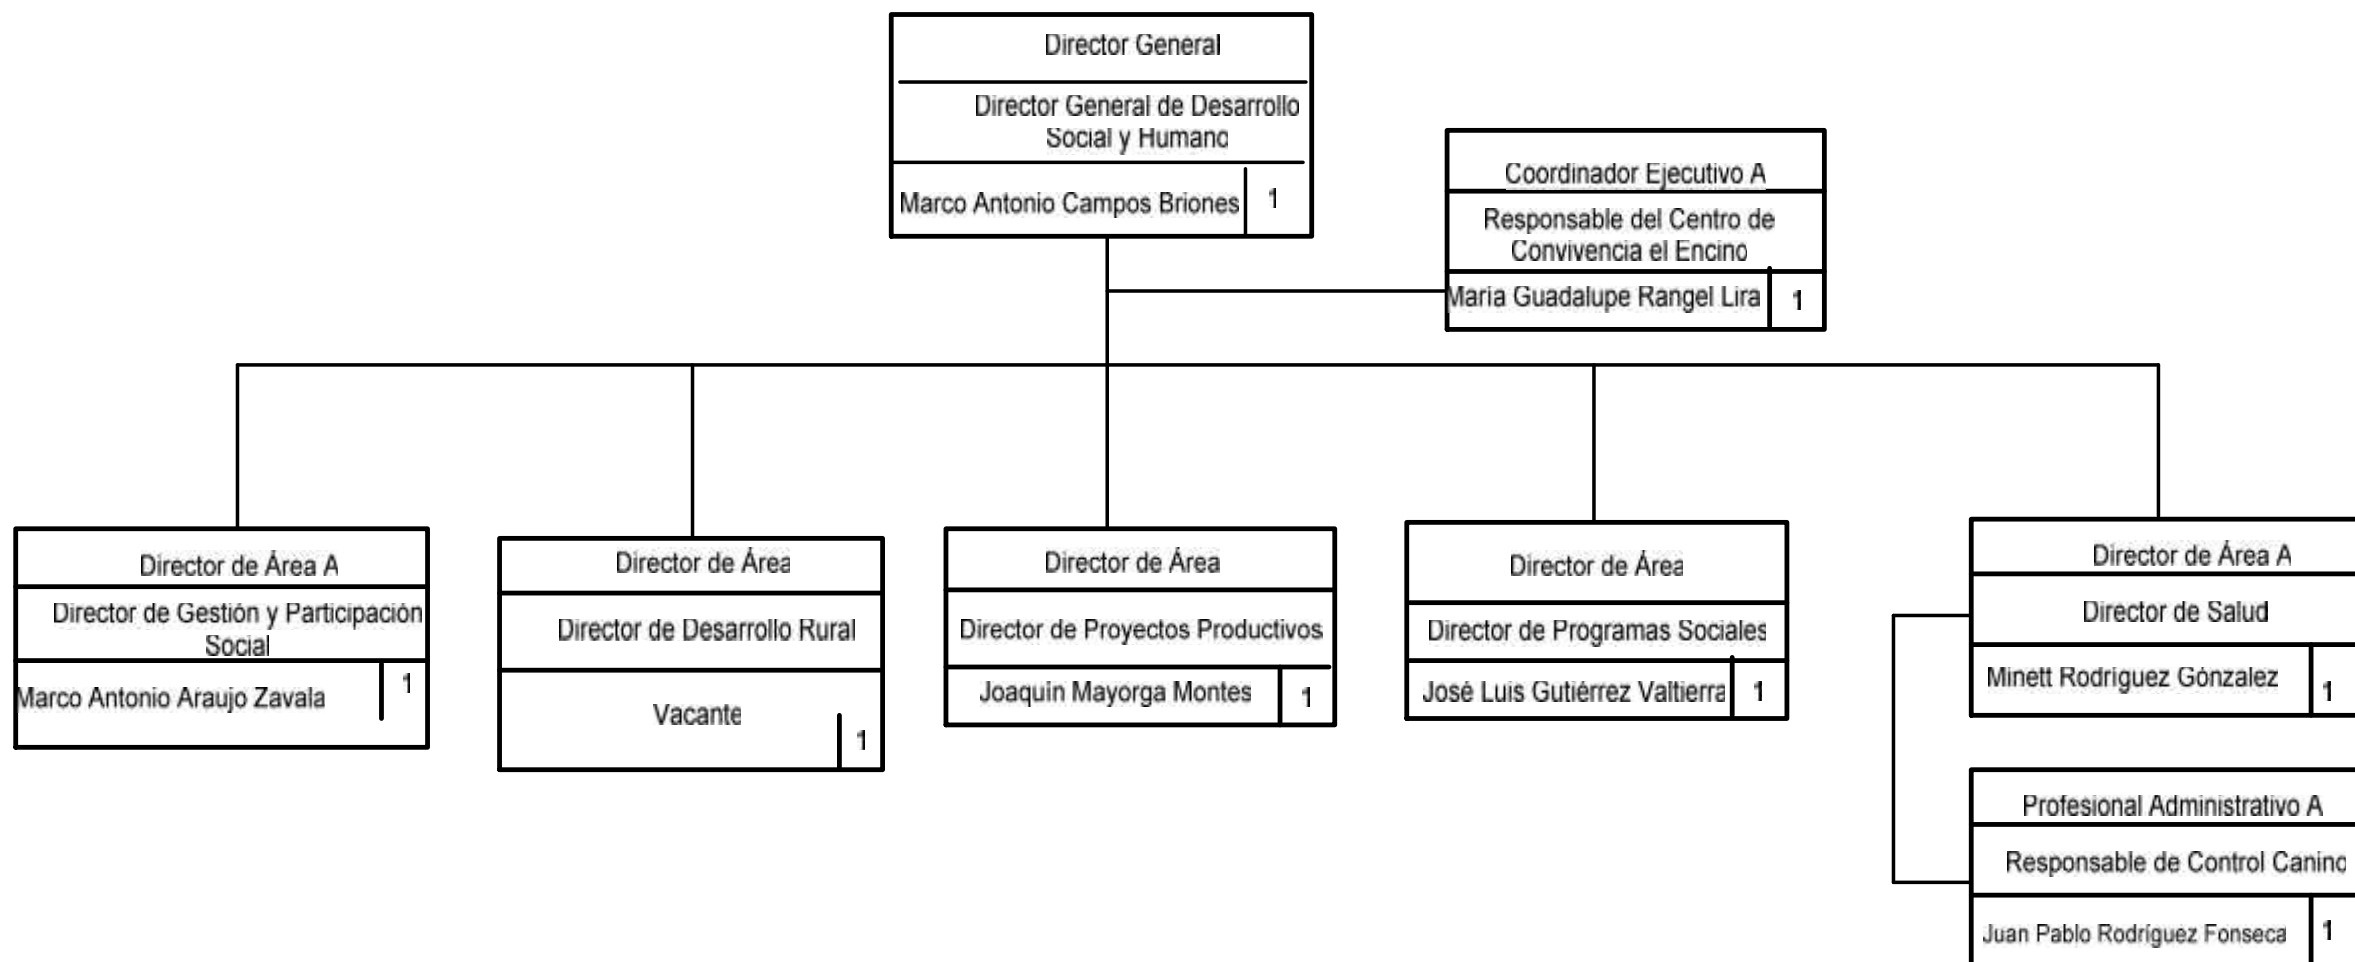 Director General
Director General de Desarrollo
Social y Humano
Marco Antonio Campos Briones 1
Coordinador Ejecutivo A
Responsable del Centro de
Convivencia el Encino
Maria Guadalupe Rangel Lira 1
Director de Área A
Director de Gestión y Participación
Social
Marco Antonio Araujo Zavala 1
Director de Área
Director de Desarrollo Rural
Vacante 1
Director de Área
Director de Proyectos Productivos
Joaquín Mayorga Montes 1
Director de Área
Director de Programas Sociales
José Luis Gutiérrez Valtierra 1
Director de Área A
Director de Salud
Minett Rodríguez Gónzalez 1
Profesional Administrativo A
Responsable de Control Canino
Juan Pablo Rodríguez Fonseca 1